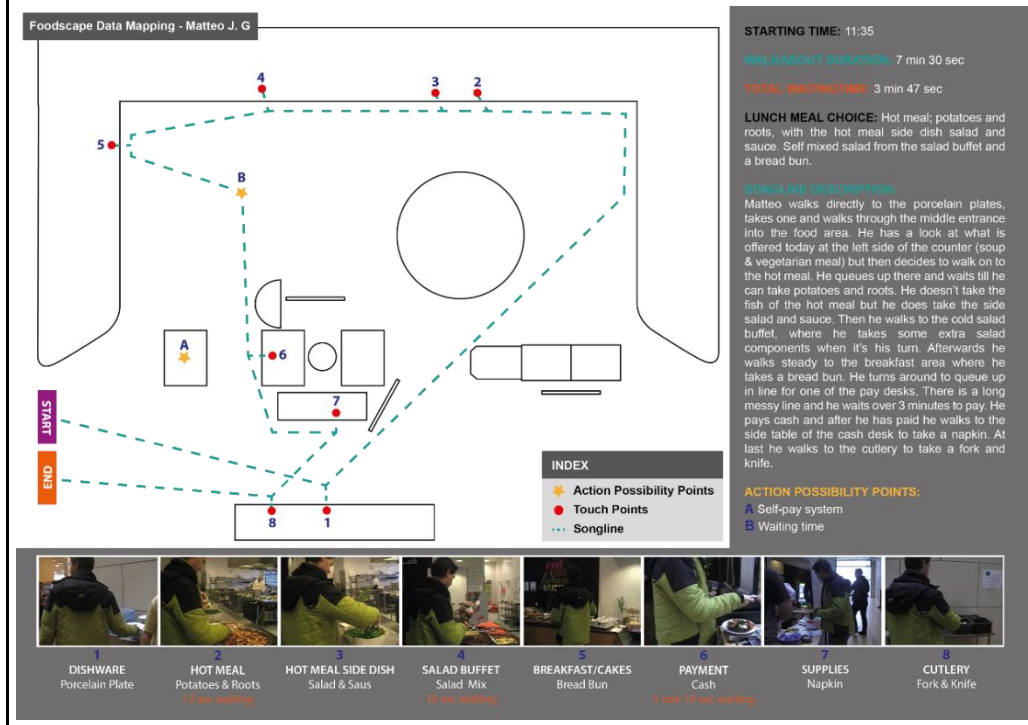 Foodscape Data Mapping - Matteo J. G
4
3
2
5
B
A
6
7
START
END
8
1
INDEX
Action Possibility Points
Touch Points
Songline
STARTING TIME: 11:35
WALKABOUT DURATION: 7 min 30 sec
TOTAL WAITINGTIME: 3 min 47 sec
LUNCH MEAL CHOICE: Hot meal; potatoes and
roots, with the hot meal side dish salad and
sauce. Self mixed salad from the salad buffet and
a bread bun.
SONGLINE DESCRIPTION:
Matteo walks directly to the porcelain plates,
takes one and walks through the middle entrance
into the food area. He has a look at what is
offered today at the left side of the counter (soup
& vegetarian meal) but then decides to walk on to
the hot meal. He queues up there and waits till he
can take potatoes and roots. He doesn't take the
fish of the hot meal but he does take the side
salad and sauce. Then he walks to the cold salad
buffet, where he takes some extra salad
components when it's his turn. Afterwards he
walks steady to the breakfast area where he
takes a bread bun. He turns around to queue up
in line for one of the pay desks. There is a long
messy line and he waits over 3 minutes to pay. He
pays cash and after he has paid he walks to the
side table of the cash desk to take a napkin. At
last he walks to the cutlery to take a fork and
knife.
ACTION POSSIBILITY POINTS:
A Self-pay system
B Waiting time
1
DISHWARE
Porcelain Plate
2
HOT MEAL
Potatoes & Roots
12 sec waiting
3
HOT MEAL SIDE DISH
Salad & Saus
4
SALAD BUFFET
Salad Mix
16 sec waiting
5
BREAKFAST/CAKES
Bread Bun
6
PAYMENT
Cash
3 min 19 sec waiting
7
SUPPLIES
Napkin
8
CUTLERY
Fork & Knife